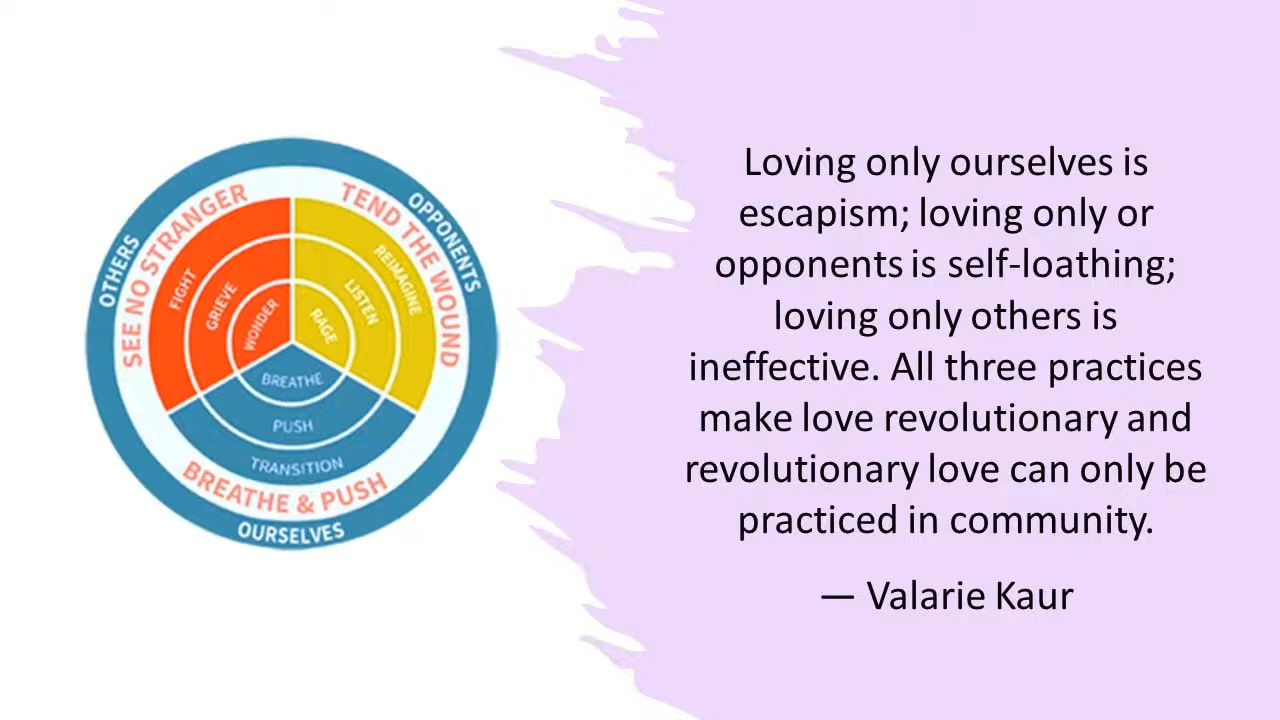 OTHERS
SEE NO STRANGER
FIGHT
GRIEVE
WONDER
OPPONENTS
TEND THE WOUND
REIMAGINE
LISTEN
RAGE
BREATHE
PUSH
TRANSITION
BREATHE & PUSH
OURSELVES
Loving only ourselves is
escapism; loving only or
opponents is self-loathing;
loving only others is
ineffective. All three practices
make love revolutionary and
revolutionary love can only be
practiced in community.
— Valarie Kaur